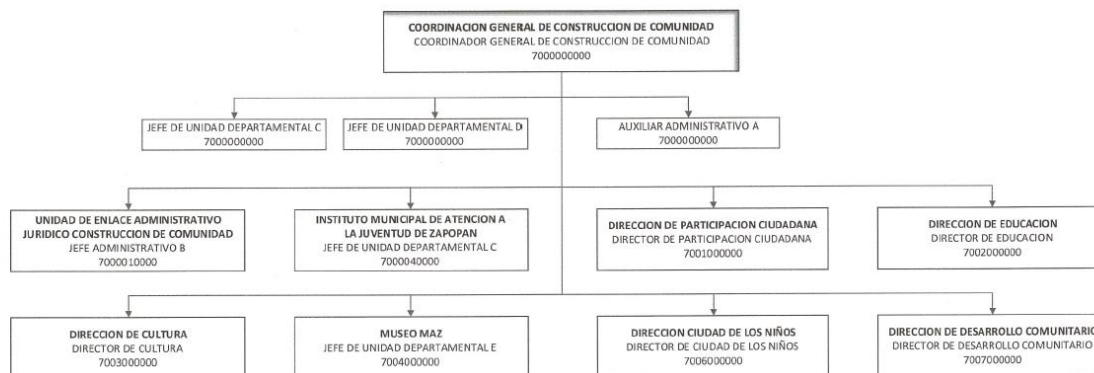 COORDINACION GENERAL DE CONSTRUCCION DE COMUNIDAD
COORDINADOR GENERAL DE CONSTRUCCION DE COMUNIDAD
7000000000
JEFE DE UNIDAD DEPARTAMENTAL C
7000000000
JEFE DE UNIDAD DEPARTAMENTAL D
7000000000
AUXILIAR ADMINISTRATIVO A
7000000000
UNIDAD DE ENLACE ADMINISTRATIVO
JURIDICO CONSTRUCCION DE COMUNIDAD
JEFE ADMINISTRATIVO B
7000010000
INSTITUTO MUNICIPAL DE ATENCION A
LA JUVENTUD DE ZAPOPAN
JEFE DE UNIDAD DEPARTAMENTAL C
7000040000
DIRECCION DE PARTICIPACION CIUDADANA
DIRECTOR DE PARTICIPACION CIUDADANA
7001000000
DIRECCION DE EDUCACION
DIRECTOR DE EDUCACION
7002000000
DIRECCION DE CULTURA
DIRECTOR DE CULTURA
7003000000
MUSEO MAZ
JEFE DE UNIDAD DEPARTAMENTAL E
7004000000
DIRECCION CIUDAD DE LOS NIÑOS
DIRECTOR DE CIUDAD DE LOS NIÑOS
7006000000
DIRECCION DE DESARROLLO COMUNITARIO
DIRECTOR DE DESARROLLO COMUNITARIO
7007000000